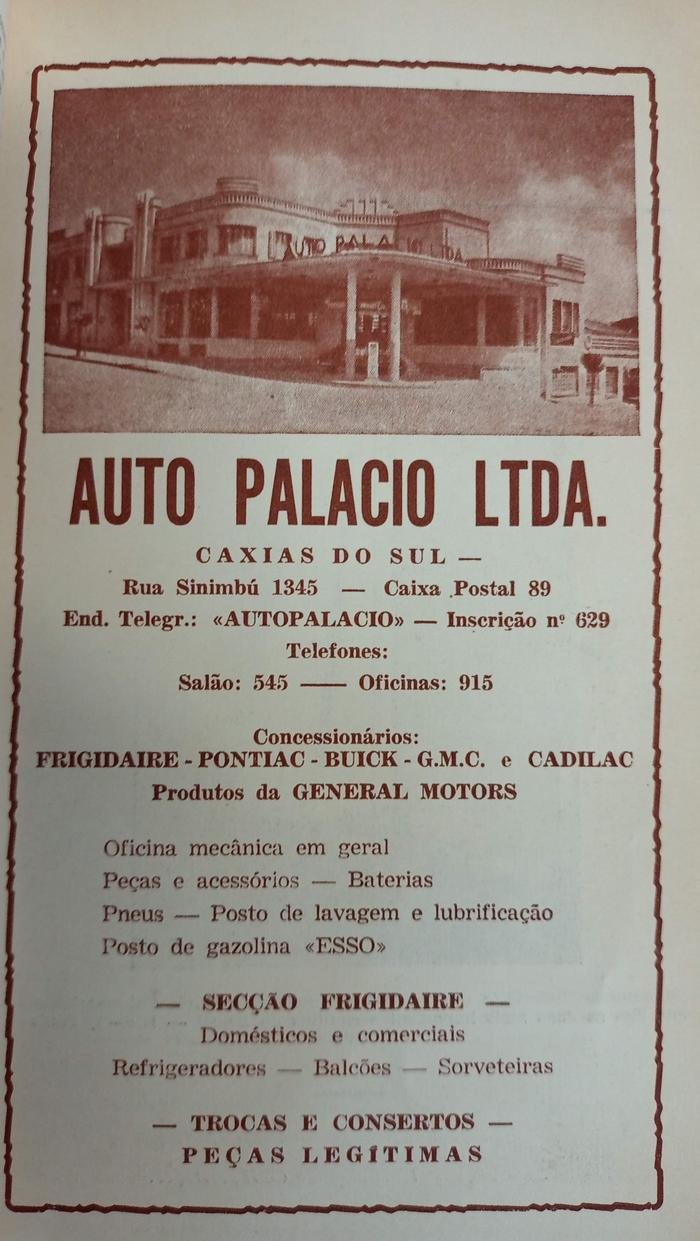 AUTO PALACIO LTDA
AUTO PALACIO LTDA.
CAXIAS DO SUL —
Rua Sinimbú 1345 — Caixa Postal 89
End. Telegr.: «AUTOPALACIO» — Inscrição nº 629
Telefones:
Salão: 545 — Oficinas: 915
Concessionários:
FRIGIDAIRE - PONTIAC - BUICK - G.M.C. e CADILAC
Produtos da GENERAL MOTORS
Oficina mecânica em geral
Peças e acessórios — Baterias
Pneus — Posto de lavagem e lubrificação
Posto de gazolina «ESSO»
— SECÇÃO FRIGIDAIRE —
Domésticos e comerciais
Refrigeradores — Balcões — Sorveteiras
— TROCAS E CONSERTOS —
PEÇAS LEGÍTIMAS